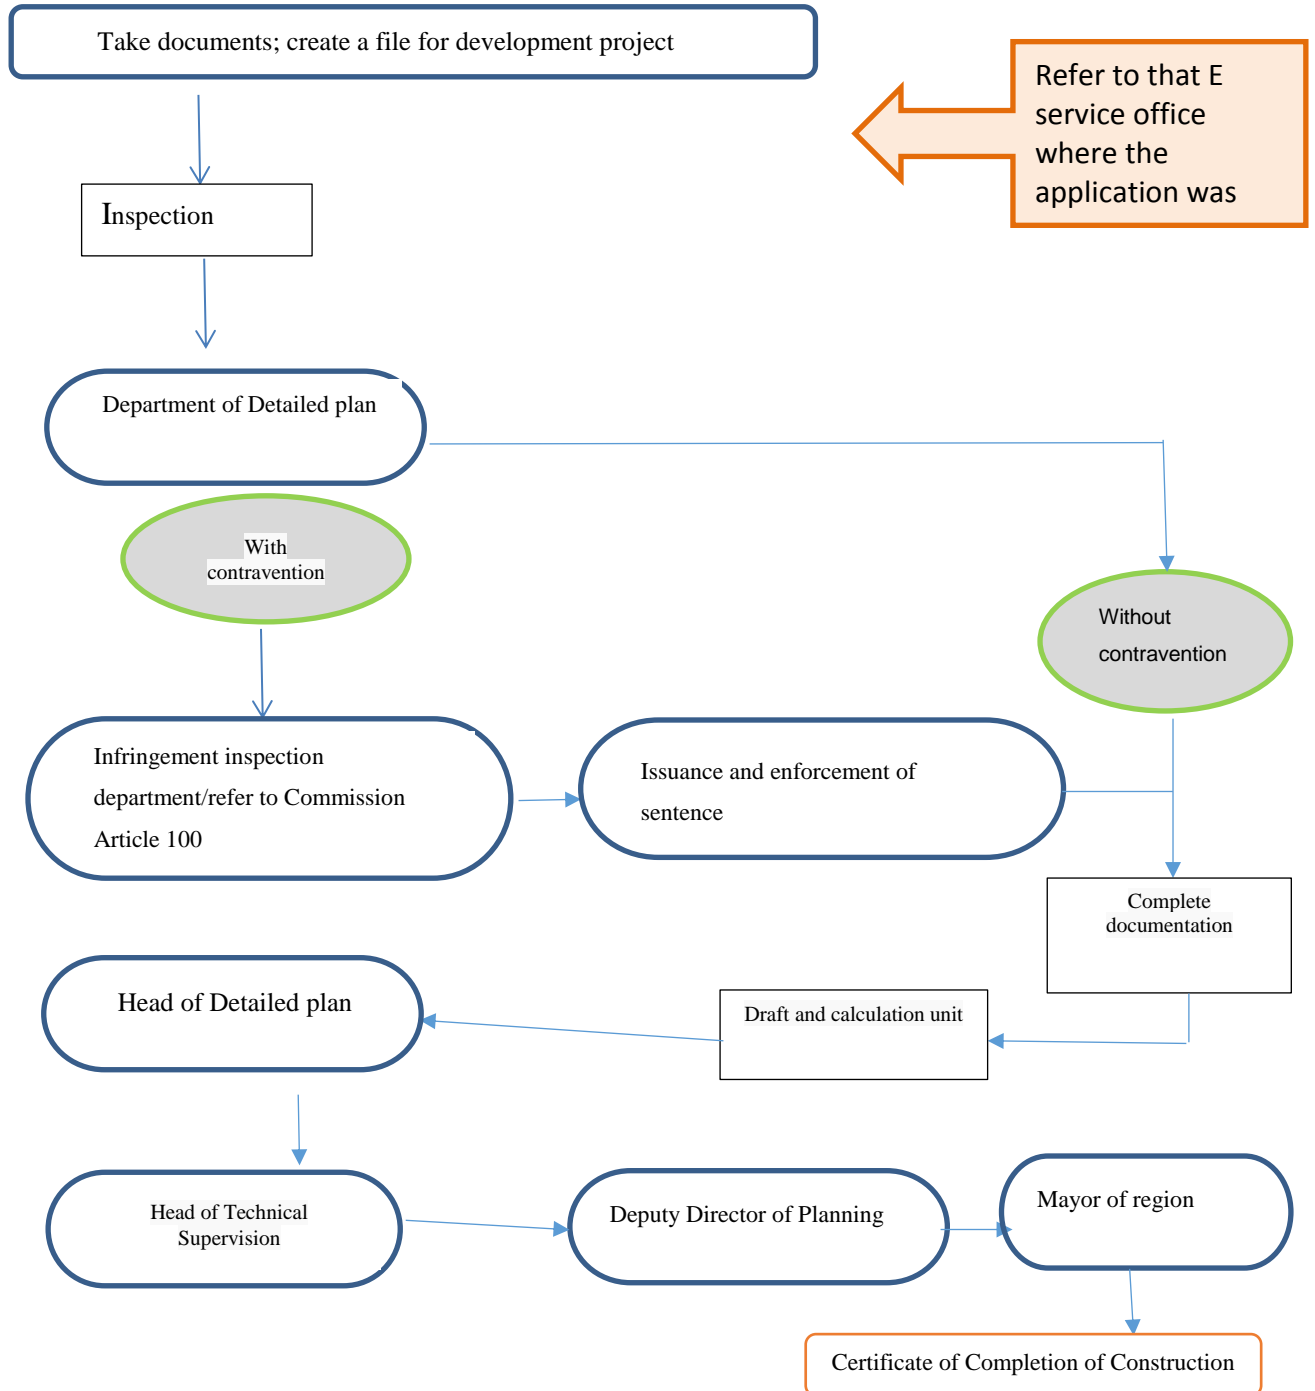 Take documents; create a file for development project
Refer to that E
service office
where the
application was
Inspection
Department of Detailed plan
With
contravention
Without
contravention
Infringement inspection
department/refer to Commission
Article 100
Issuance and enforcement of
sentence
Complete
documentation
Head of Detailed plan
Draft and calculation unit
Head of Technical
Supervision
Deputy Director of Planning
Mayor of region
Certificate of Completion of Construction